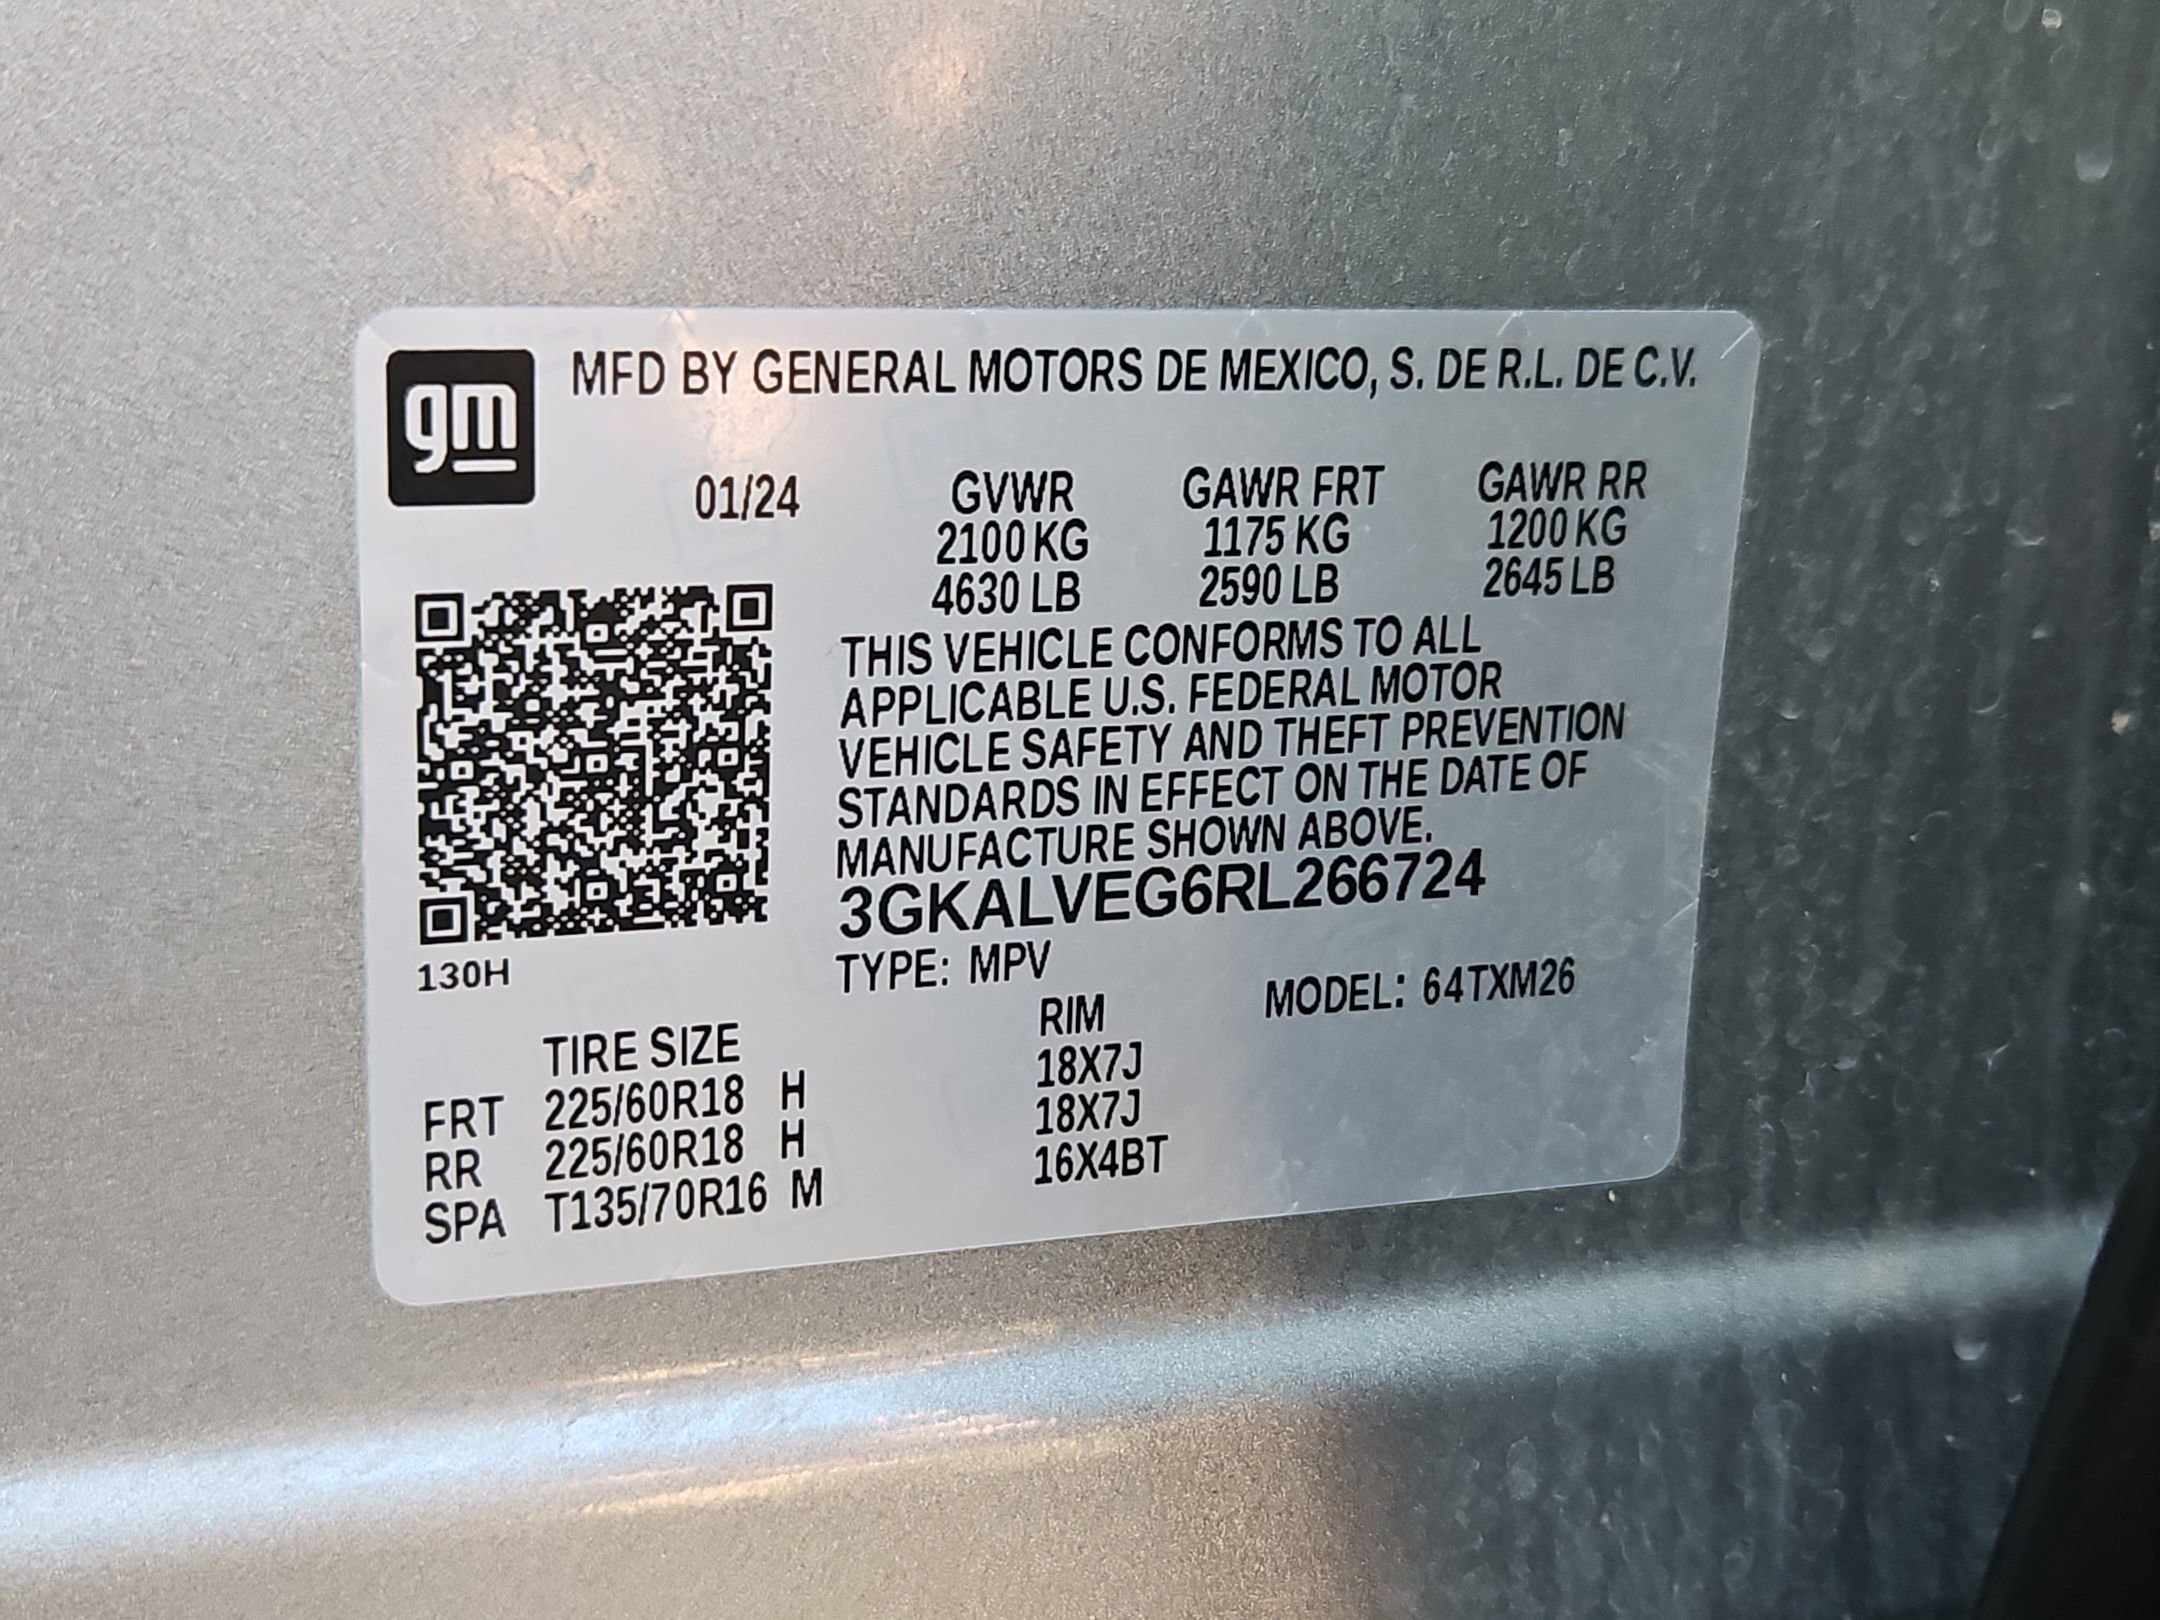 gm
MFD BY GENERAL MOTORS DE MEXICO, S. DE R.L. DE C.V.
01/24 GVWR GAWR FRT GAWR RR
2100 KG 1175 KG 1200 KG
4630 LB 2590 LB 2645 LB
THIS VEHICLE CONFORMS TO ALL
APPLICABLE U.S. FEDERAL MOTOR
VEHICLE SAFETY AND THEFT PREVENTION
STANDARDS IN EFFECT ON THE DATE OF
MANUFACTURE SHOWN ABOVE.
3GKALVEG6RL266724
130H
TYPE: MPV MODEL: 64TXM26
TIRE SIZE RIM
FRT 225/60R18 H 18X7J
RR 225/60R18 H 18X7J
SPA T135/70R16 M 16X4BT